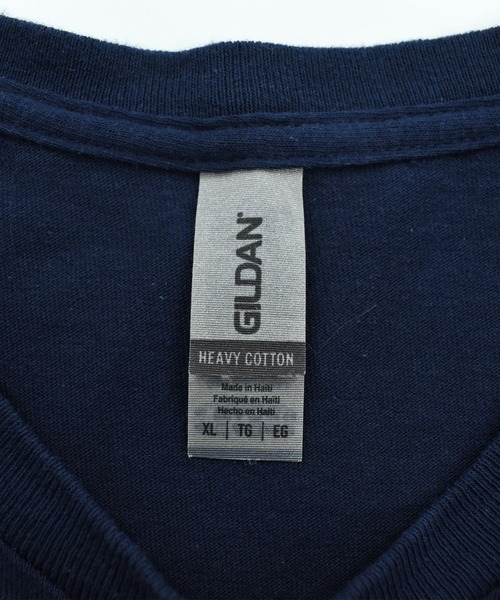 GILDAN®
HEAVY COTTON
Made in Haiti
Fabriqué en Haïti
Hecho en Haití
XL | TG | EG